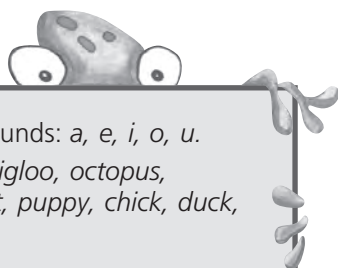 unds: a, e, i, o, u.
igloo, octopus,
, puppy, chick, duck,